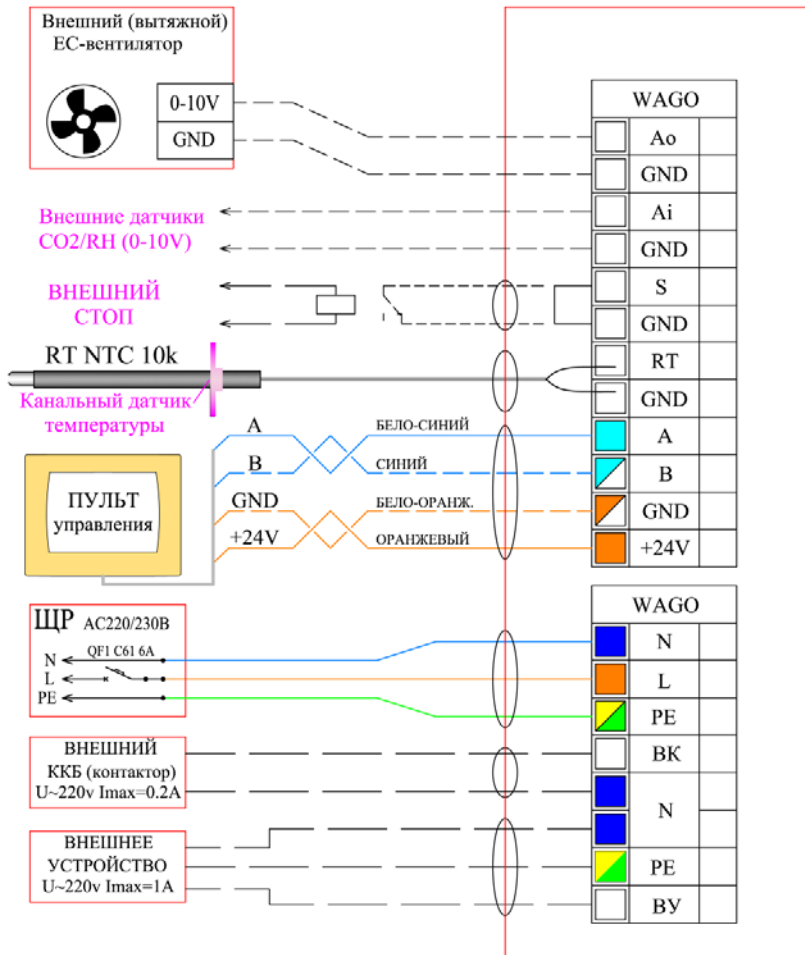 Внешний (вытяжной)
ЕС-вентилятор
0-10V
GND
WAGO
Ao
GND
Ai
GND
S
GND
RT
GND
A
B
GND
+24V
Внешние датчики
CO2/RH (0-10V)
ВНЕШНИЙ
СТОП
RT NTC 10k
Канальный датчик
температуры
A
БЕЛО-СИНИЙ
B
СИНИЙ
GND
БЕЛО-ОРАНЖ.
+24V
ОРАНЖЕВЫЙ
ПУЛЬТ
управления
WAGO
N
L
PE
ВК
N
PE
ВУ
ЩР АС220/230В
QF1 C61 6A
N
L
PE
ВНЕШНИЙ
ККБ (контактор)
U~220v Imax=0.2A
ВНЕШНЕЕ
УСТРОЙСТВО
U~220v Imax=1A